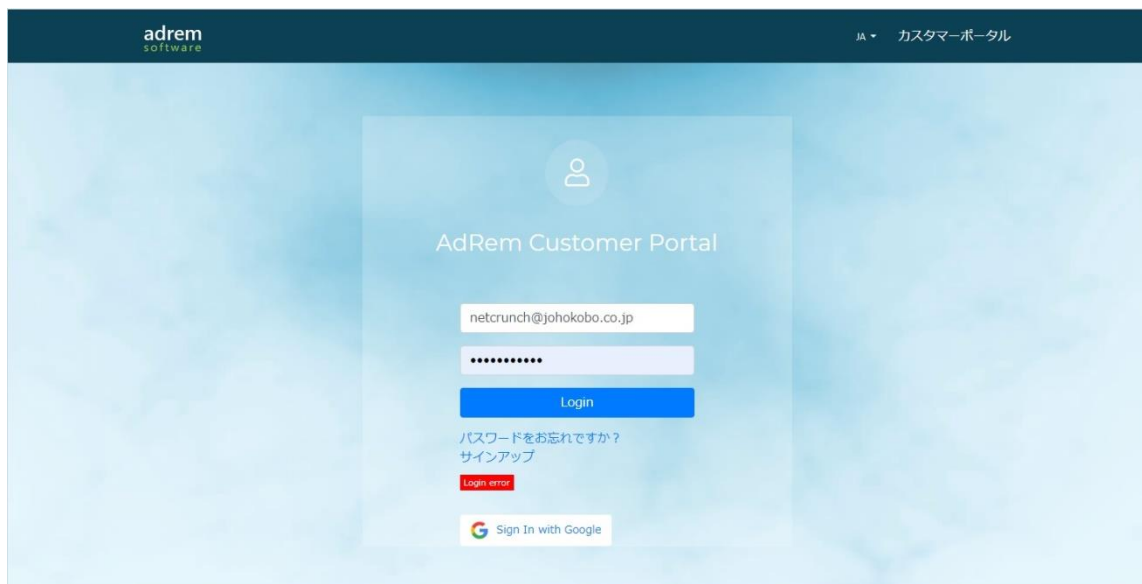 adrem
software
JA カスタマーポータル
AdRem Customer Portal
netcrunch@johokobo.co.jp
•••••••••••
Login
パスワードをお忘れですか？
サインアップ
Login error
Sign In with Google